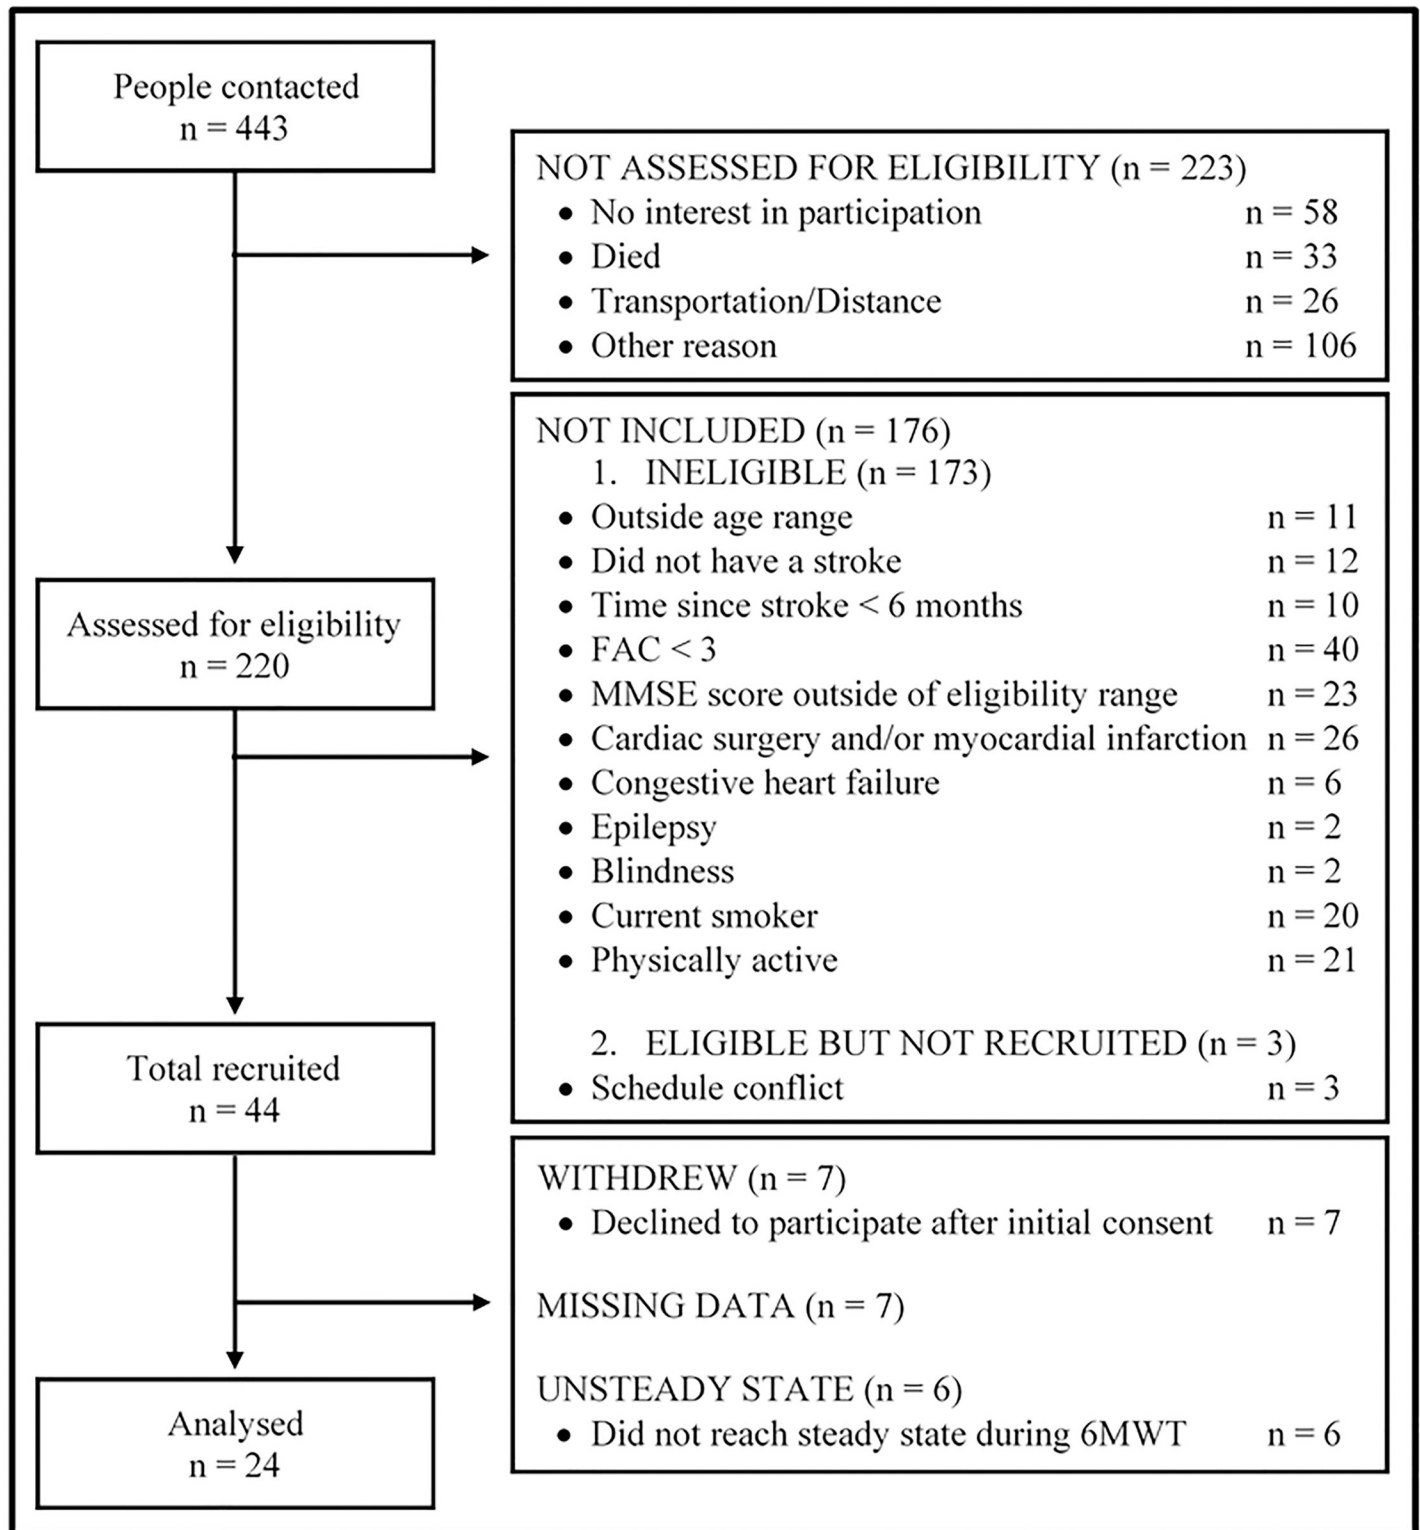 People contacted
n = 443
NOT ASSESSED FOR ELIGIBILITY (n = 223)
• No interest in participation n = 58
• Died n = 33
• Transportation/Distance n = 26
• Other reason n = 106
NOT INCLUDED (n = 176)
1. INELIGIBLE (n = 173)
• Outside age range n = 11
• Did not have a stroke n = 12
• Time since stroke < 6 months n = 10
• FAC < 3 n = 40
• MMSE score outside of eligibility range n = 23
• Cardiac surgery and/or myocardial infarction n = 26
• Congestive heart failure n = 6
• Epilepsy n = 2
• Blindness n = 2
• Current smoker n = 20
• Physically active n = 21
2. ELIGIBLE BUT NOT RECRUITED (n = 3)
• Schedule conflict n = 3
Assessed for eligibility
n = 220
Total recruited
n = 44
WITHDREW (n = 7)
• Declined to participate after initial consent n = 7
MISSING DATA (n = 7)
UNSTEADY STATE (n = 6)
• Did not reach steady state during 6MWT n = 6
Analysed
n = 24